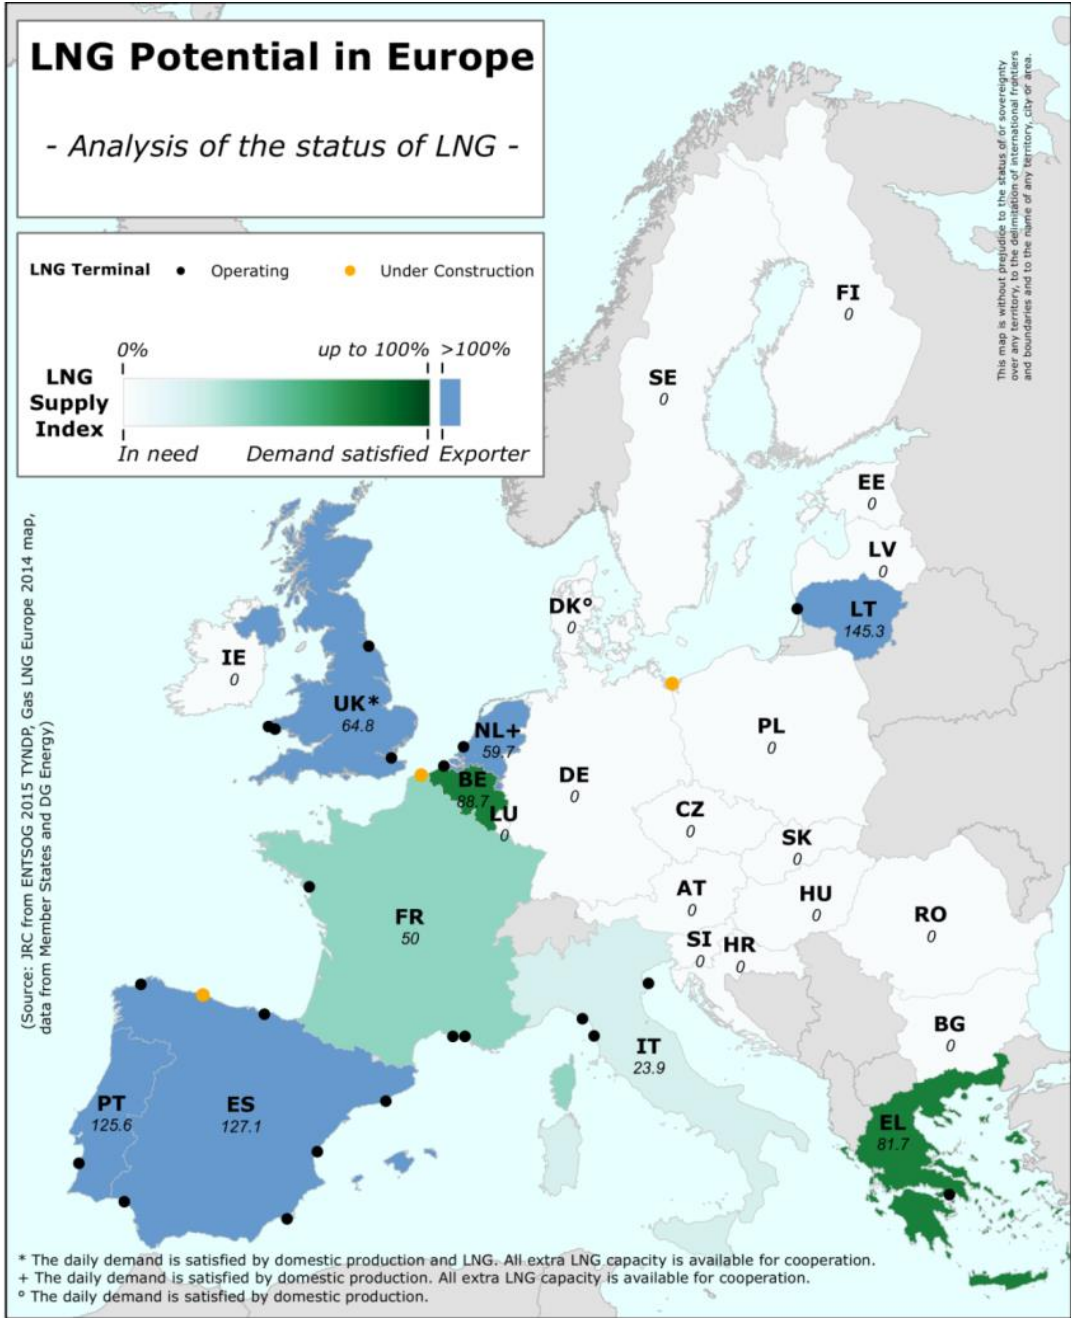 LNG Potential in Europe
- Analysis of the status of LNG -
LNG Terminal Operating Under Construction
0% up to 100% >100%
LNG
Supply
Index
In need Demand satisfied Exporter
This map is without prejudice to the status of or sovereignty
over any territory, to the delimitation of international frontiers
and boundaries and to the name of any territory, city or area.
(Source: JRC from ENTSOG 2015 TYNDP, Gas LNG Europe 2014 map,
data from Member States and DG Energy)
FI
0
SE
0
EE
0
LV
0
LT
145.3
DK°
0
IE
0
UK*
64.8
NL+
59.7
PL
0
BE
88.7
DE
0
LU
0
CZ
0
SK
0
AT
0
HU
0
FR
50
RO
0
SI
0
HR
0
BG
0
IT
23.9
PT
125.6
ES
127.1
EL
81.7
* The daily demand is satisfied by domestic production and LNG. All extra LNG capacity is available for cooperation.
+ The daily demand is satisfied by domestic production. All extra LNG capacity is available for cooperation.
° The daily demand is satisfied by domestic production.